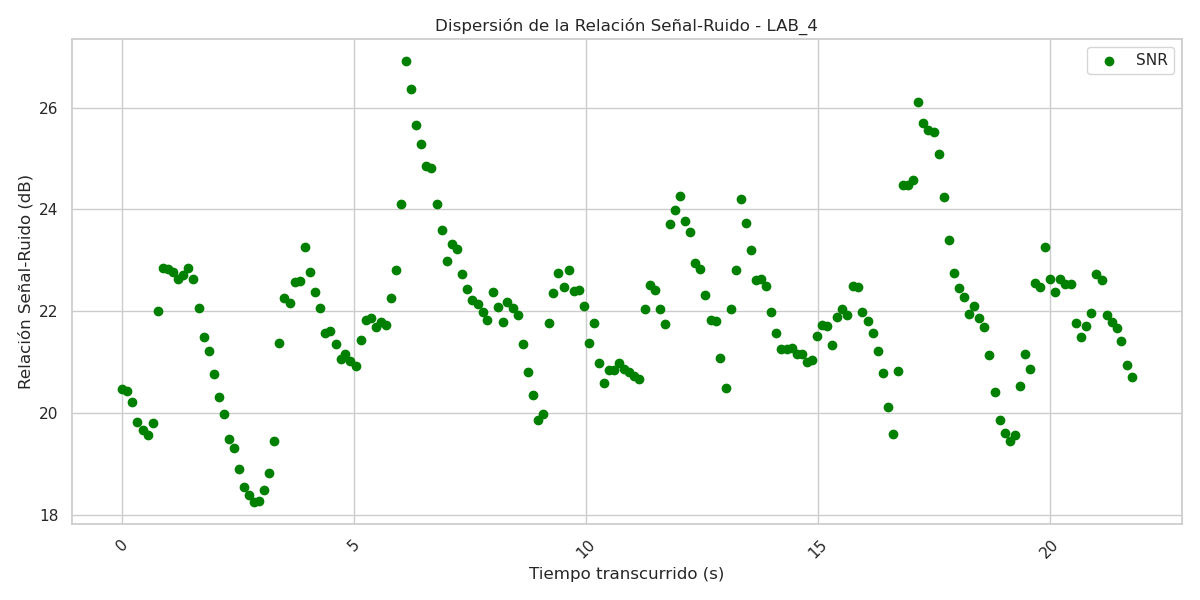 Dispersión de la Relación Señal-Ruido - LAB_4
SNR
Relación Señal-Ruido (dB)
26
24
22
20
18
0
5
10
15
20
Tiempo transcurrido (s)